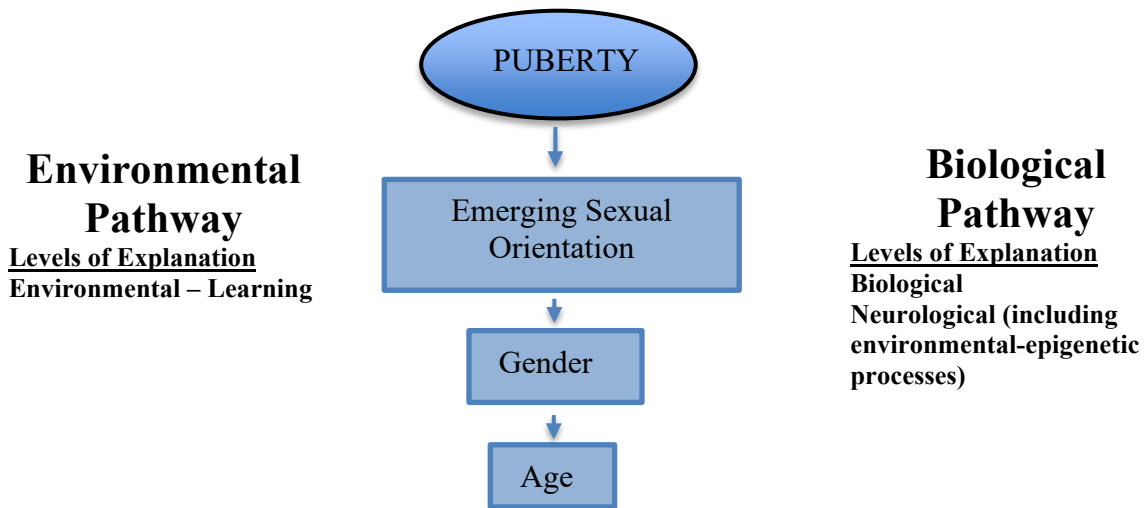 PUBERTY
Environmental
Pathway
Levels of Explanation
Environmental – Learning
Emerging Sexual
Orientation
Gender
Age
Biological
Pathway
Levels of Explanation
Biological
Neurological (including
environmental-epigenetic
processes)